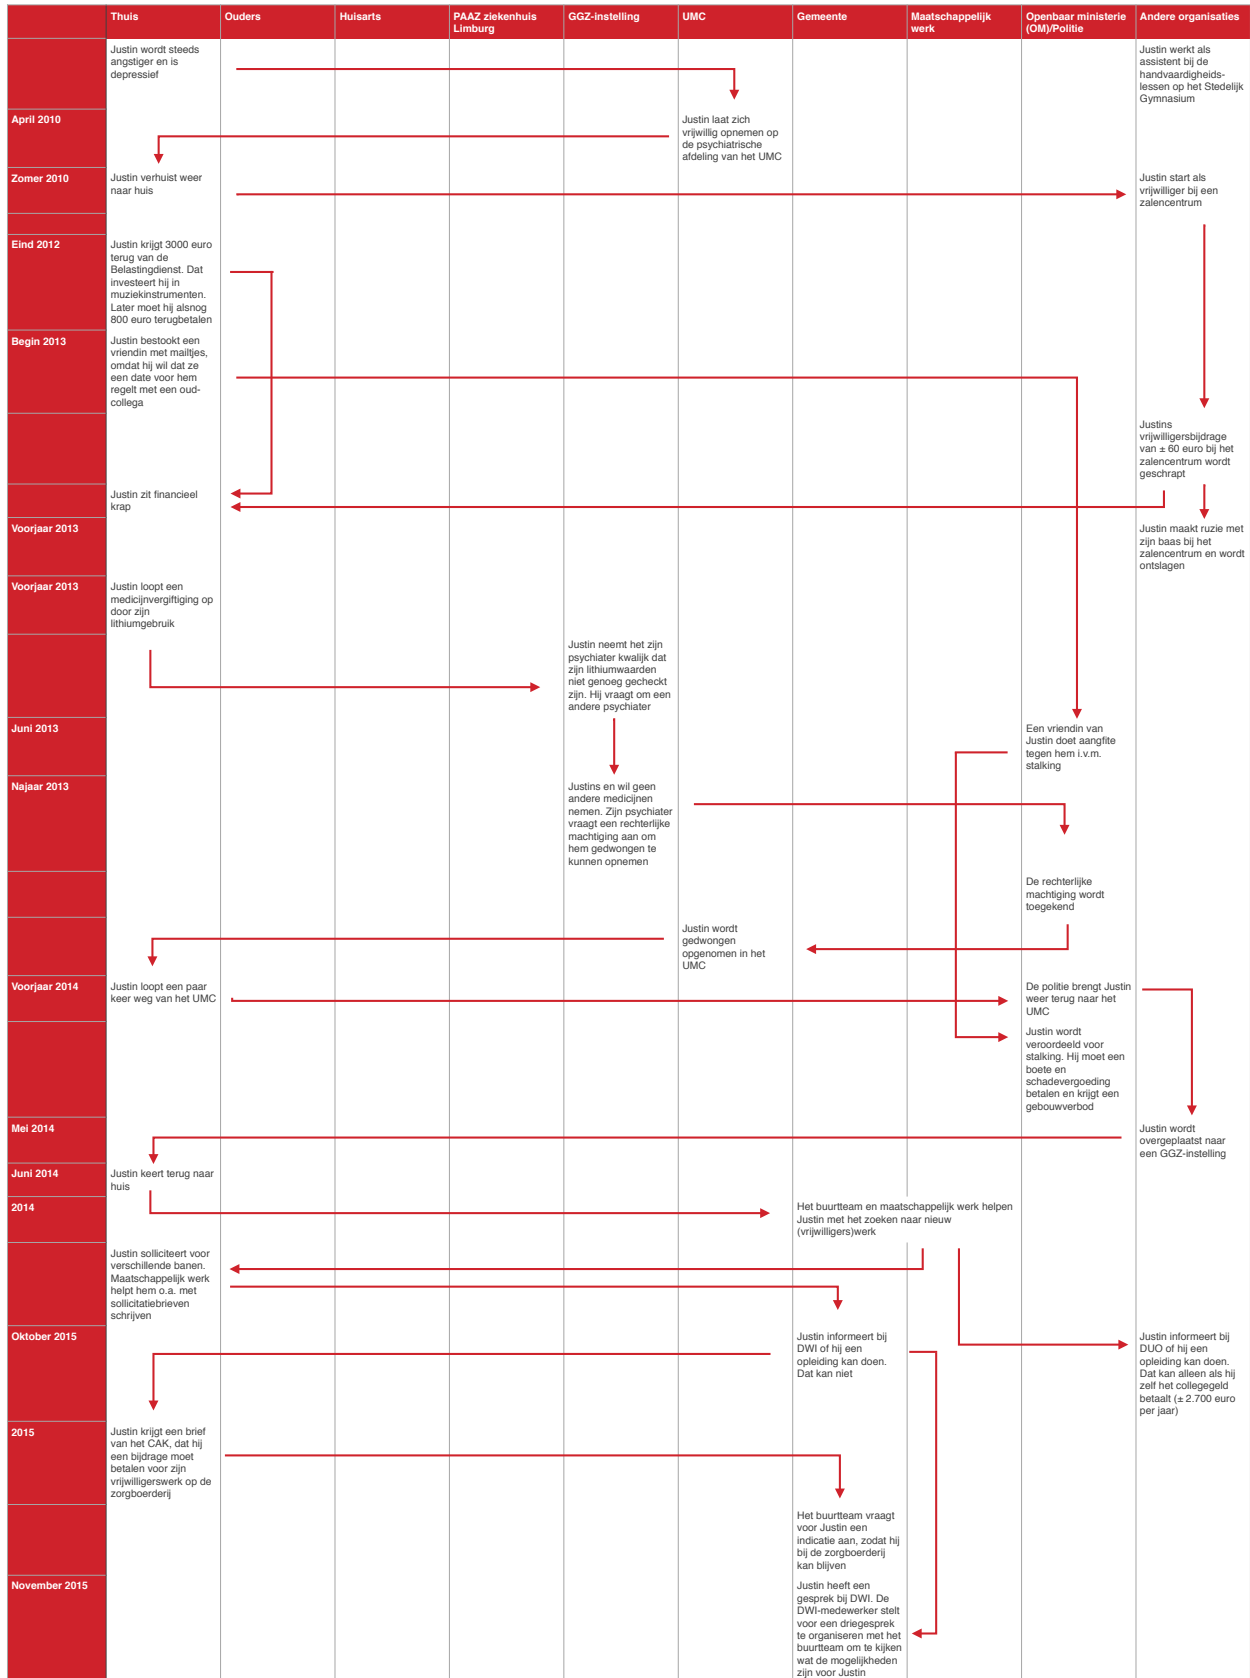 Thuis
Ouders
Huisarts
PAAZ ziekenhuis
Limburg
GGZ-instelling
UMC
Gemeente
Maatschappelijk
werk
Openbaar ministerie
(OM)/Politie
Andere organisaties
Justin wordt steeds
angstiger en is
depressief
Justin werkt als
assistent bij de
handvaardigheids-
lessen op het Stedelijk
Gymnasium
April 2010
Justin laat zich
vrijwillig opnemen op
de psychiatrische
afdeling van het UMC
Zomer 2010
Justin verhuist weer
naar huis
Justin start als
vrijwilliger bij een
zalencentrum
Eind 2012
Justin krijgt 3000 euro
terug van de
Belastingdienst. Dat
investeert hij in
muziekinstrumenten.
Later moet hij alsnog
800 euro terugbetalen
Begin 2013
Justin bestookt een
vriendin met mailtjes,
omdat hij wil dat ze
een date voor hem
regelt met een oud-
collega
Justins
vrijwilligersbijdrage
van ± 60 euro bij het
zalencentrum wordt
geschrapt
Justin zit financieel
krap
Voorjaar 2013
Justin maakt ruzie met
zijn baas bij het
zalencentrum en wordt
ontslagen
Voorjaar 2013
Justin loopt een
medicijnvergiftiging op
door zijn
lithiumgebruik
Justin neemt het zijn
psychiater kwalijk dat
zijn lithiumwaarden
niet genoeg gecheckt
zijn. Hij vraagt om een
andere psychiater
Juni 2013
Een vriendin van
Justin doet aangfite
tegen hem i.v.m.
stalking
Najaar 2013
Justins en wil geen
andere medicijnen
nemen. Zijn psychiater
vraagt een rechterlijke
machtiging aan om
hem gedwongen te
kunnen opnemen
De rechterlijke
machtiging wordt
toegekend
Justin wordt
gedwongen
opgenomen in het
UMC
Voorjaar 2014
Justin loopt een paar
keer weg van het UMC
De politie brengt Justin
weer terug naar het
UMC
Justin wordt
veroordeeld voor
stalking. Hij moet een
boete en
schadevergoeding
betalen en krijgt een
gebouwverbod
Mei 2014
Justin wordt
overgeplaatst naar
een GGZ-instelling
Juni 2014
Justin keert terug naar
huis
2014
Het buurtteam en maatschappelijk werk helpen
Justin met het zoeken naar nieuw
(vrijwilligers)werk
Justin solliciteert voor
verschillende banen.
Maatschappelijk werk
helpt hem o.a. met
sollicitatiebrieven
schrijven
Oktober 2015
Justin informeert bij
DWI of hij een
opleiding kan doen.
Dat kan niet
Justin informeert bij
DUO of hij een
opleiding kan doen.
Dat kan alleen als hij
zelf het collegegeld
betaalt (± 2.700 euro
per jaar)
2015
Justin krijgt een brief
van het CAK, dat hij
een bijdrage moet
betalen voor zijn
vrijwilligerswerk op de
zorgboerderij
Het buurtteam vraagt
voor Justin een
indicatie aan, zodat hij
bij de zorgboerderij
kan blijven
November 2015
Justin heeft een
gesprek bij DWI. De
DWI-medewerker stelt
voor een driegesprek
te organiseren met het
buurtteam om te kijken
wat de mogelijkheden
zijn voor Justin